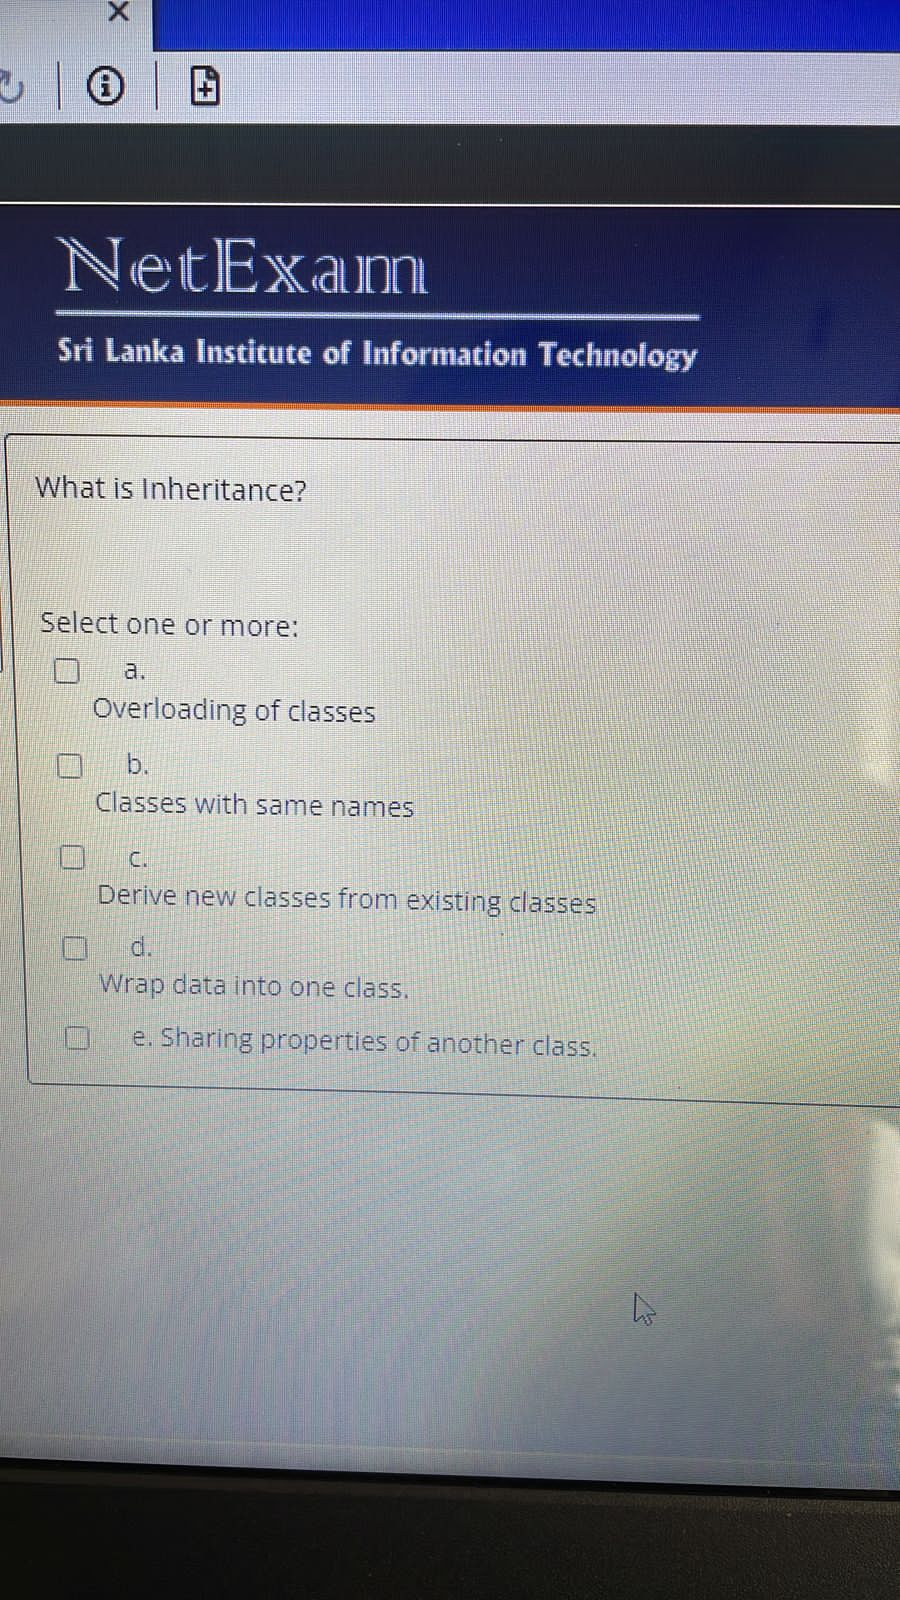 NetExam
Sri Lanka Institute of Information Technology
What is Inheritance?
Select one or more:
a.
Overloading of classes
b.
Classes with same names
c.
Derive new classes from existing classes
d.
Wrap data into one class.
e. Sharing properties of another class.